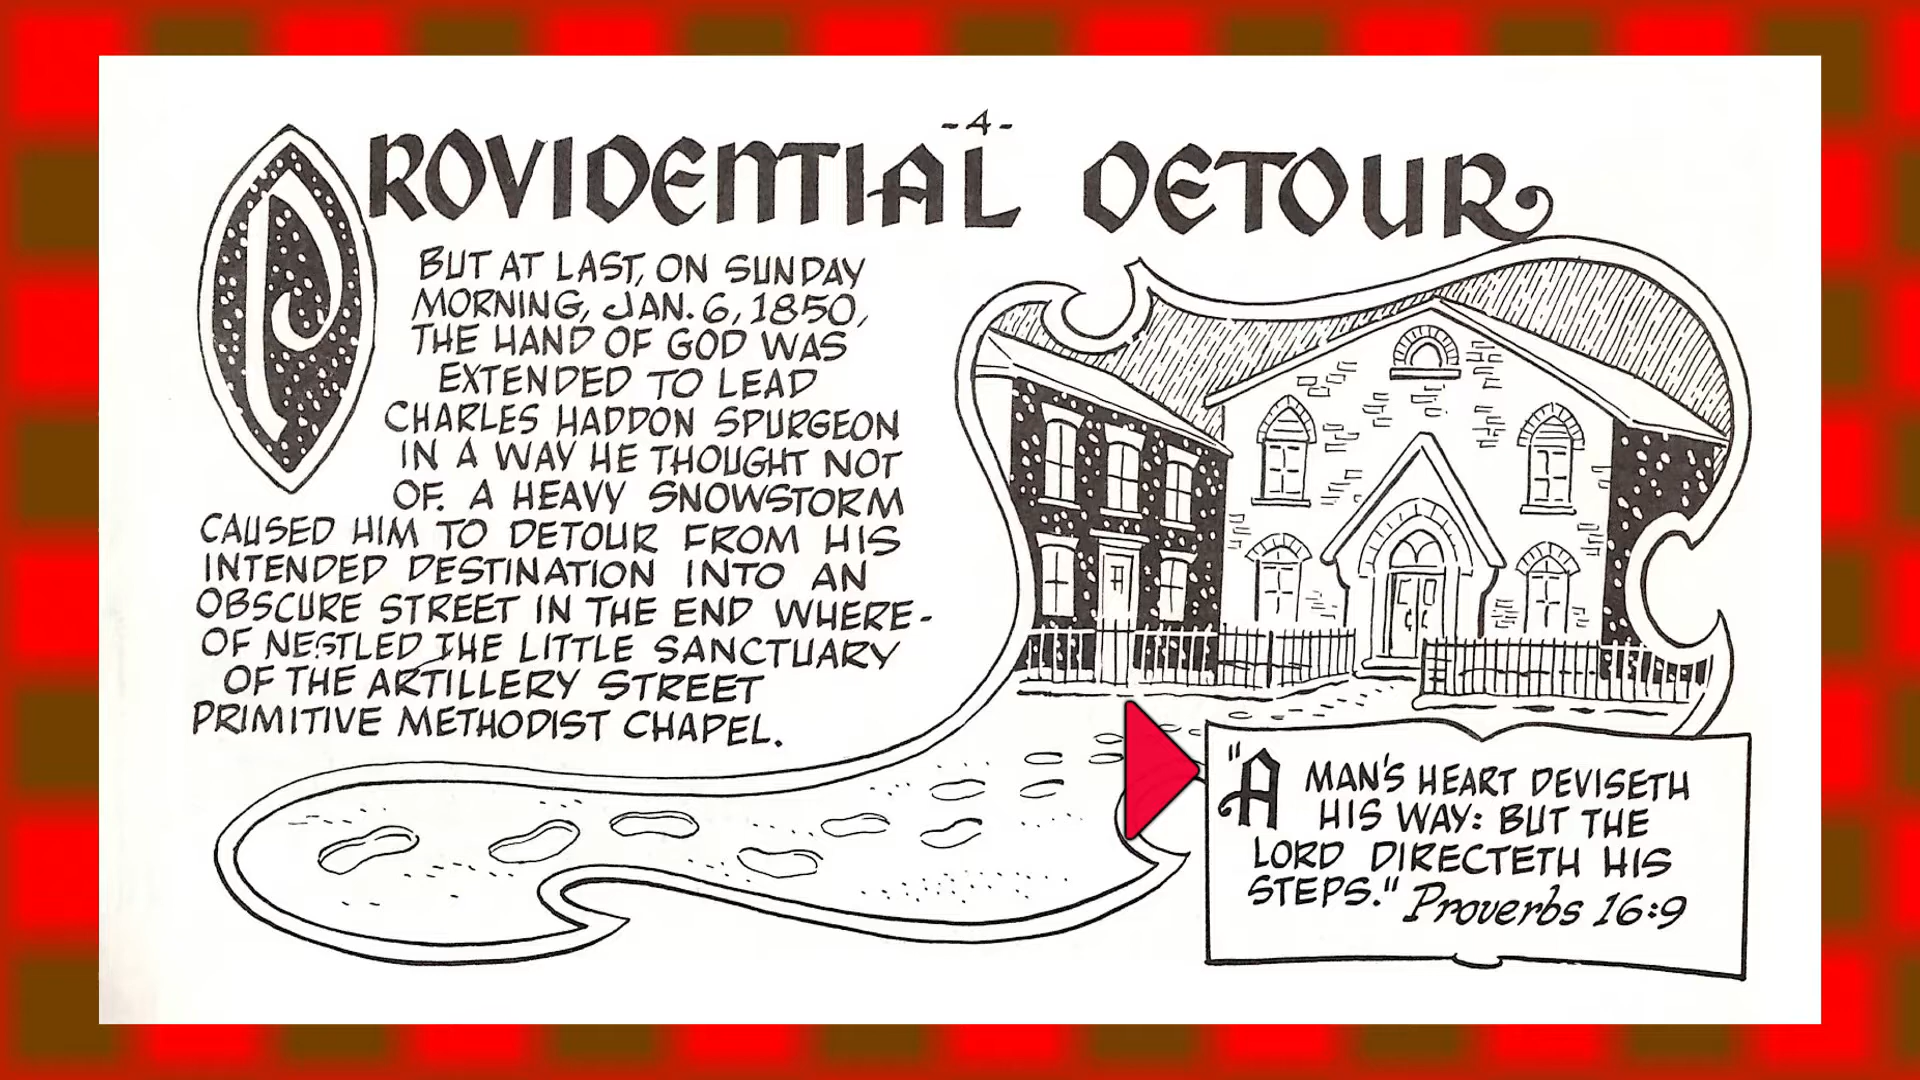 -4-
PROVIDENTIAL DETOUR
BUT AT LAST, ON SUNDAY
MORNING, JAN. 6, 1850,
THE HAND OF GOD WAS
EXTENDED TO LEAD
CHARLES HADDON SPURGEON
IN A WAY HE THOUGHT NOT
OF. A HEAVY SNOWSTORM
CAUSED HIM TO DETOUR FROM HIS
INTENDED DESTINATION INTO AN
OBSCURE STREET IN THE END WHERE-
OF NESTLED THE LITTLE SANCTUARY
OF THE ARTILLERY STREET
PRIMITIVE METHODIST CHAPEL.
"A MAN'S HEART DEVISETH
HIS WAY: BUT THE
LORD DIRECTETH HIS
STEPS." Proverbs 16:9